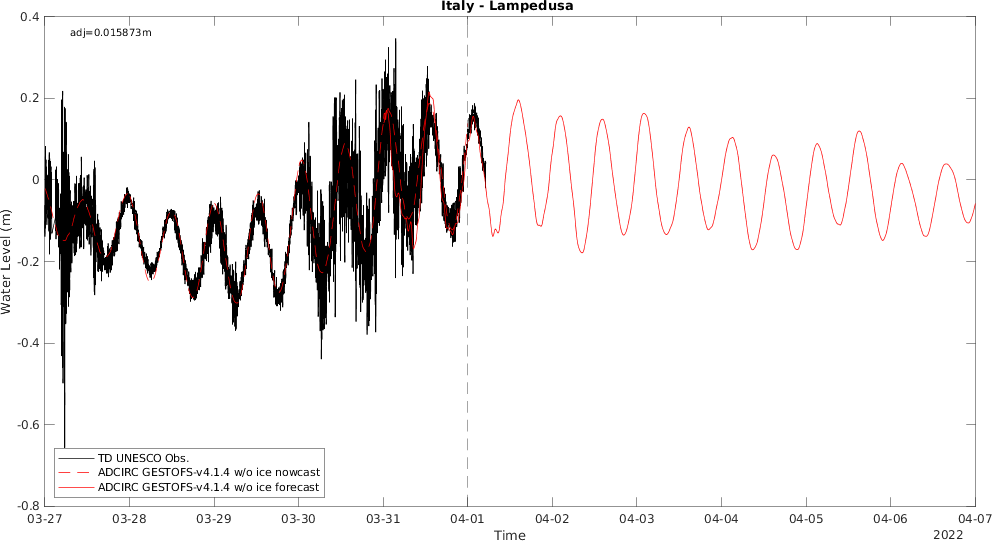 Italy - Lampedusa
adj=0.015873m
0.4
0.2
0
-0.2
-0.4
-0.6
-0.8
Water Level (m)
TD UNESCO Obs.
ADCIRC GESTOFS-v4.1.4 w/o ice nowcast
ADCIRC GESTOFS-v4.1.4 w/o ice forecast
03-27 03-28 03-29 03-30 03-31 04-01 04-02 04-03 04-04 04-05 04-06 04-07
Time
2022